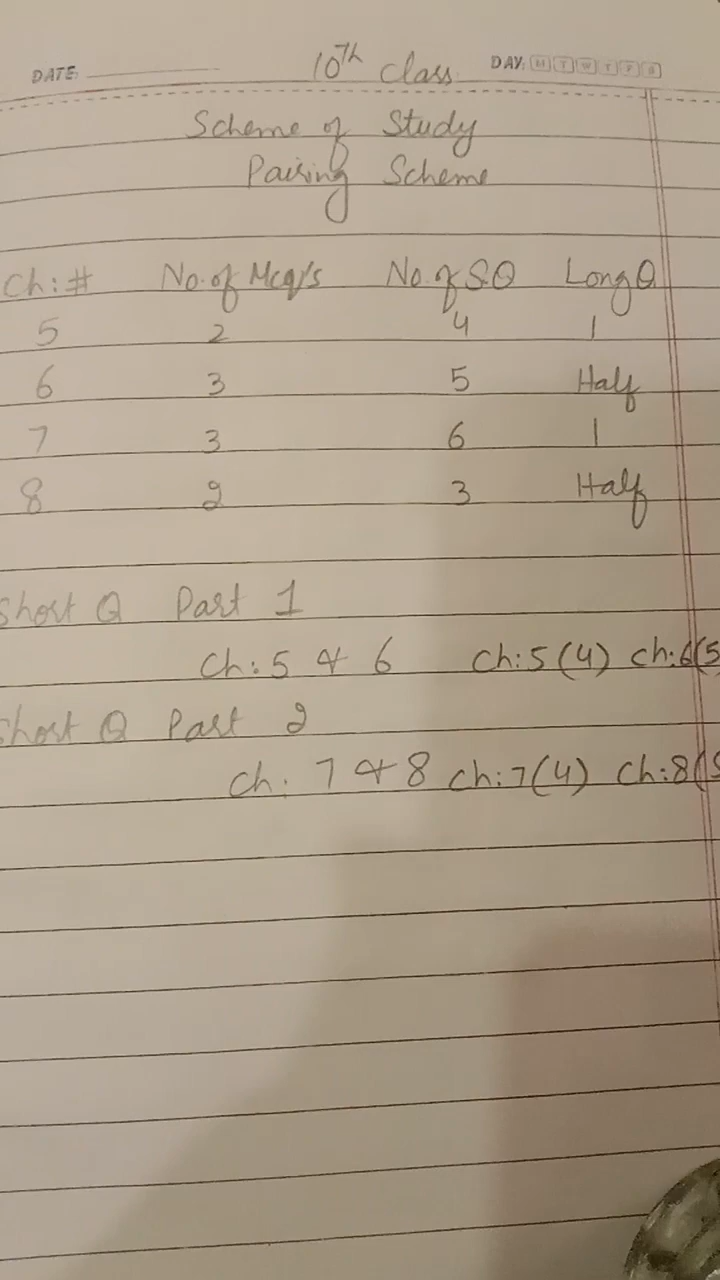 DATE: 10th Class DAY: M T W T F S
Scheme of Study
Pairing Scheme
Ch: # No. of Mcq's No. of S.Q Long Q
5 2 4 1
6 3 5 Half
7 3 6 1
8 2 3 Half
Short Q Part 1
Ch: 5 & 6 Ch: 5 (4) Ch: 6 (5
Short Q Part 2
Ch. 7 & 8 Ch: 7 (4) Ch: 8 (